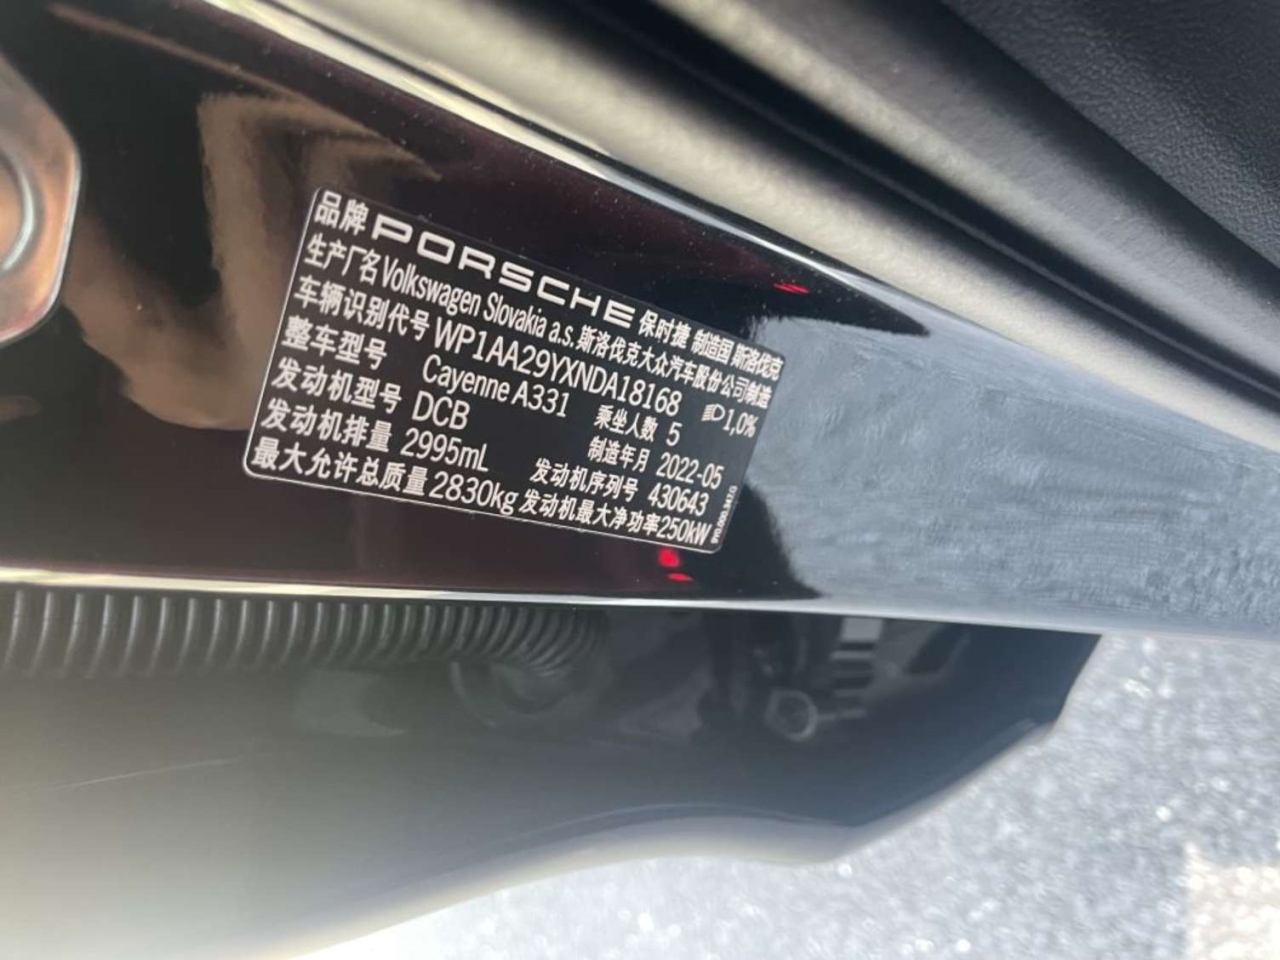 品牌 PORSCHE 保时捷 制造国 斯洛伐克
生产厂名 Volkswagen Slovakia a.s. 斯洛伐克大众汽车股份公司制造
车辆识别代号 WP1AA29YXNDA18168 1,0%
整车型号 Cayenne A331 乘坐人数 5
发动机型号 DCB 制造年月 2022-05
发动机排量 2995mL 发动机序列号 430643
最大允许总质量 2830kg 发动机最大净功率 250kW